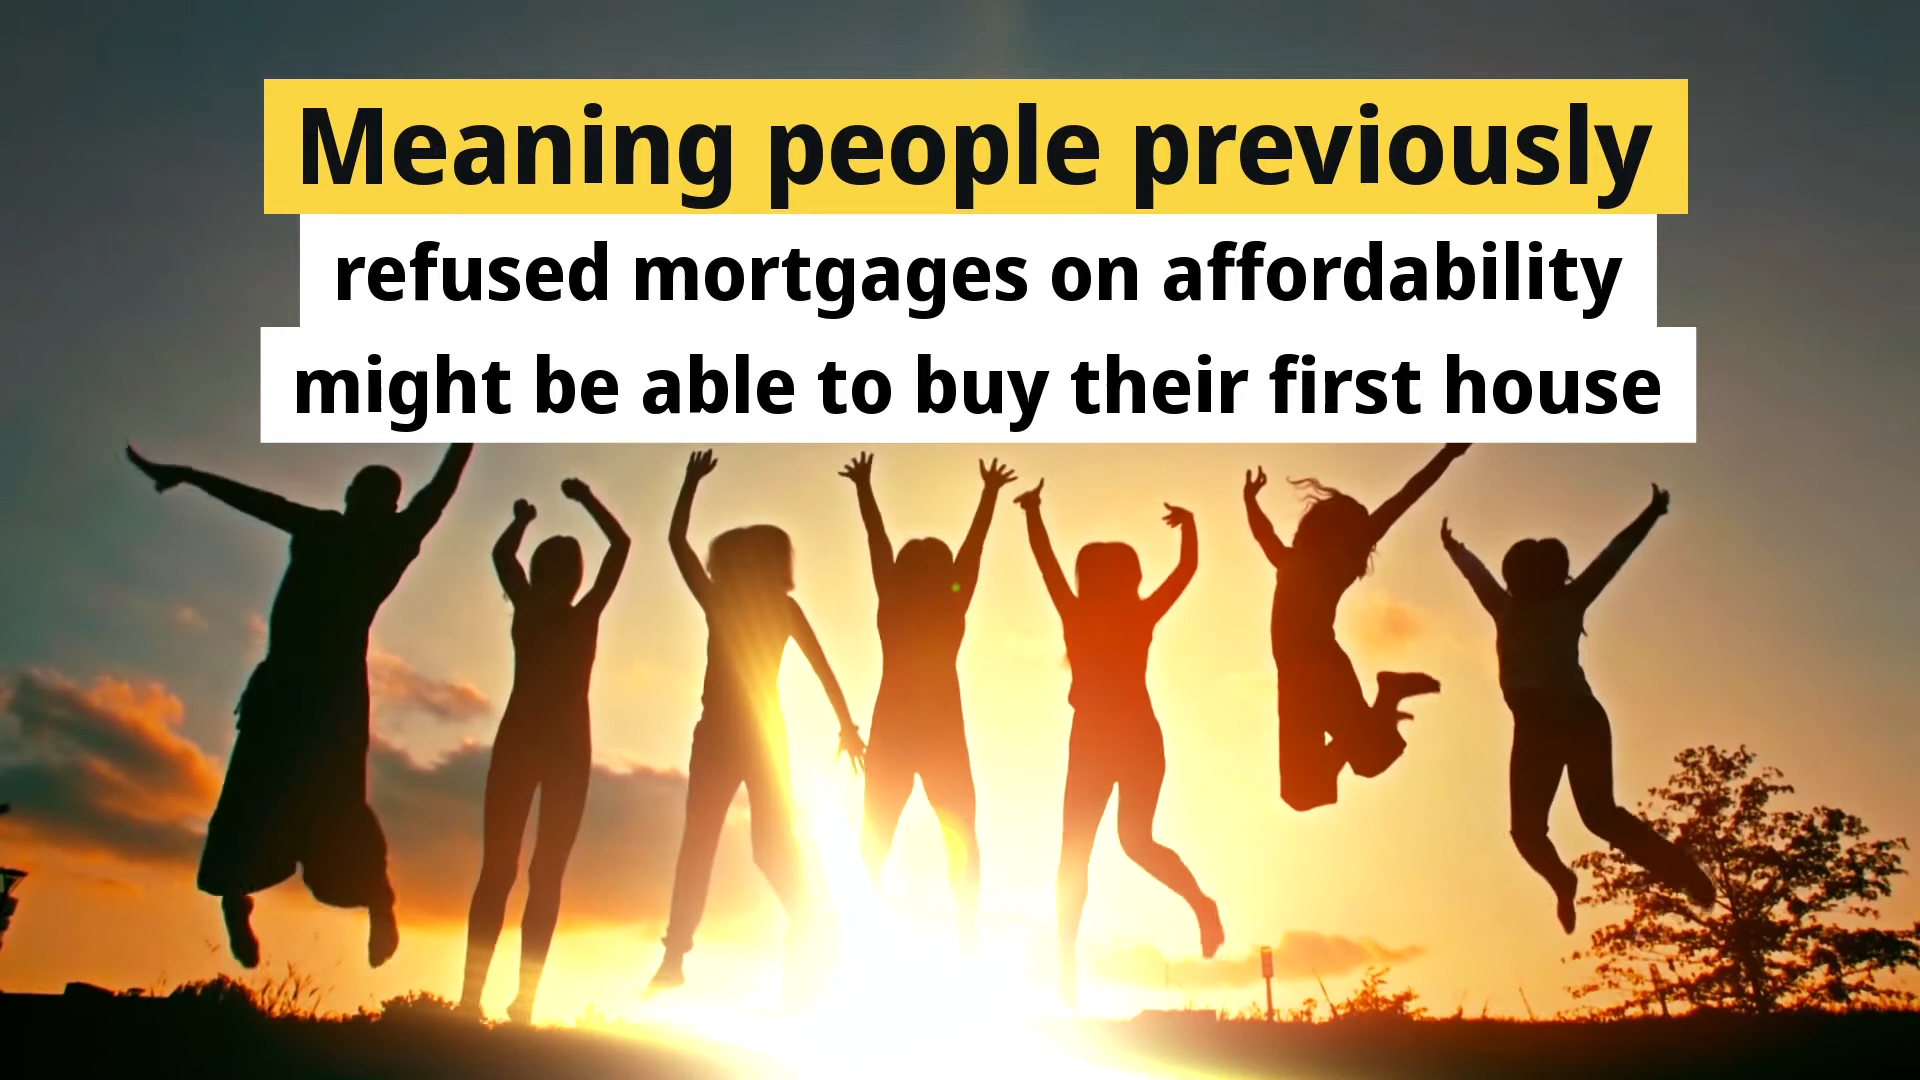 Meaning people previously
refused mortgages on affordability
might be able to buy their first house